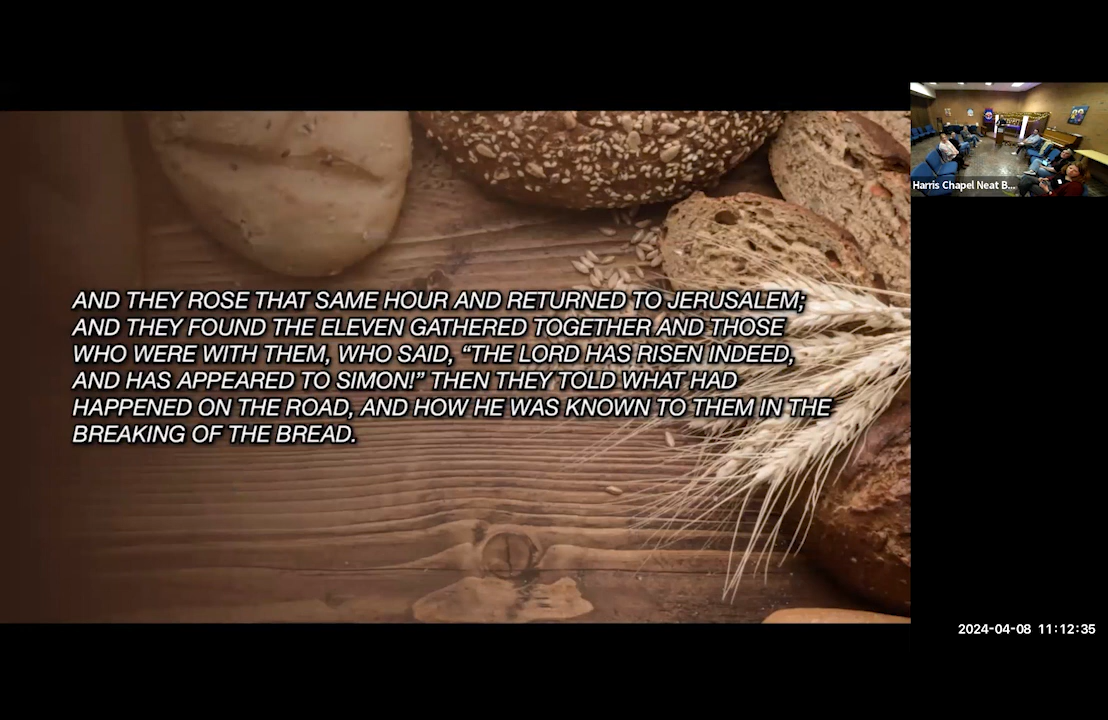 AND THEY ROSE THAT SAME HOUR AND RETURNED TO JERUSALEM;
AND THEY FOUND THE ELEVEN GATHERED TOGETHER AND THOSE
WHO WERE WITH THEM, WHO SAID, “THE LORD HAS RISEN INDEED,
AND HAS APPEARED TO SIMON!” THEN THEY TOLD WHAT HAD
HAPPENED ON THE ROAD, AND HOW HE WAS KNOWN TO THEM IN THE
BREAKING OF THE BREAD.
Harris Chapel Neat B...
2024-04-08 11:12:35